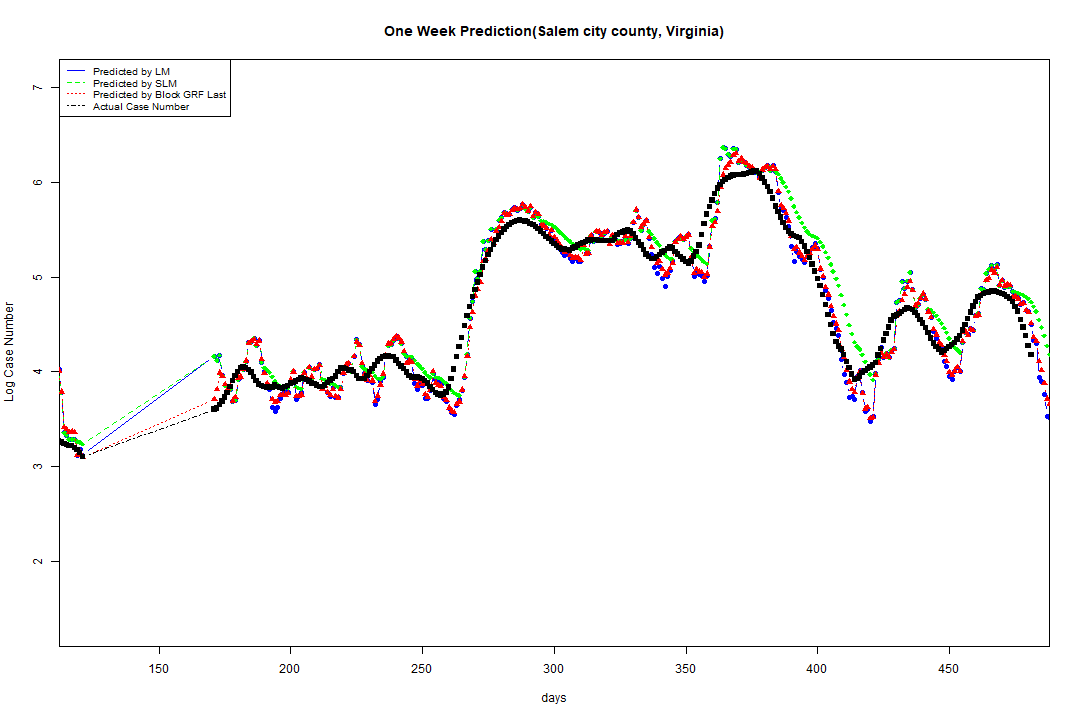 One Week Prediction(Salem city county, Virginia)
Predicted by LM
Predicted by SLM
Predicted by Block GRF Last
Actual Case Number
7
6
5
4
3
2
Log Case Number
150 200 250 300 350 400 450
days